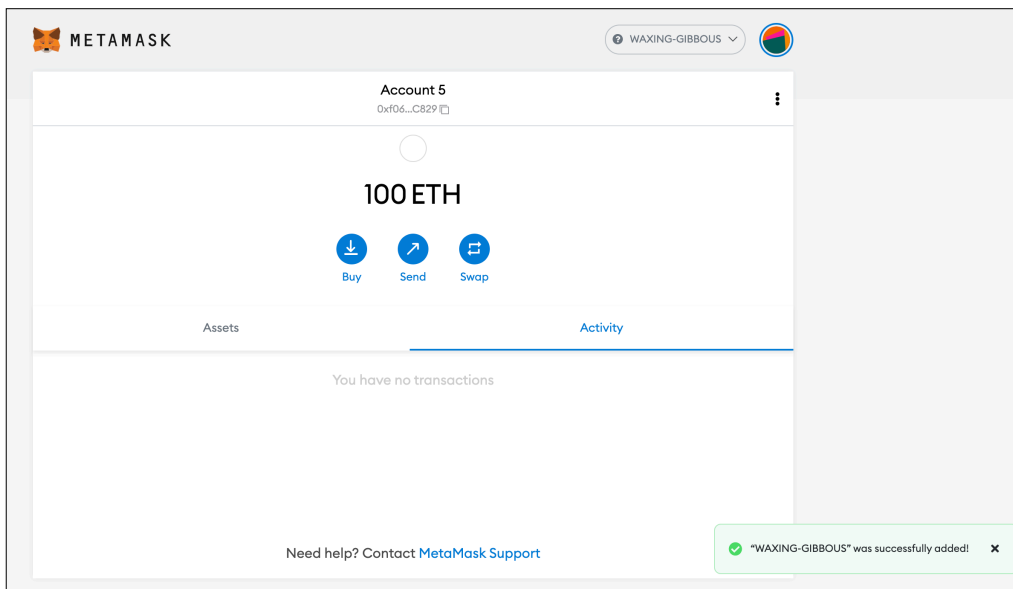 METAMASK
WAXING-GIBBOUS
Account 5
0xf06...C829
100 ETH
Buy Send Swap
Assets Activity
You have no transactions
Need help? Contact MetaMask Support
"WAXING-GIBBOUS" was successfully added!